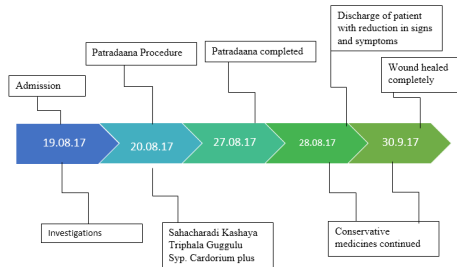 Discharge of patient
with reduction in signs
and symptoms
Patradaana Procedure
Patradaana completed
Wound healed
completely
Admission
19.08.17
20.08.17
27.08.17
28.08.17
30.9.17
Investigations
Sahacharadi Kashaya
Triphala Guggulu
Syp. Cardorium plus
Conservative
medicines continued